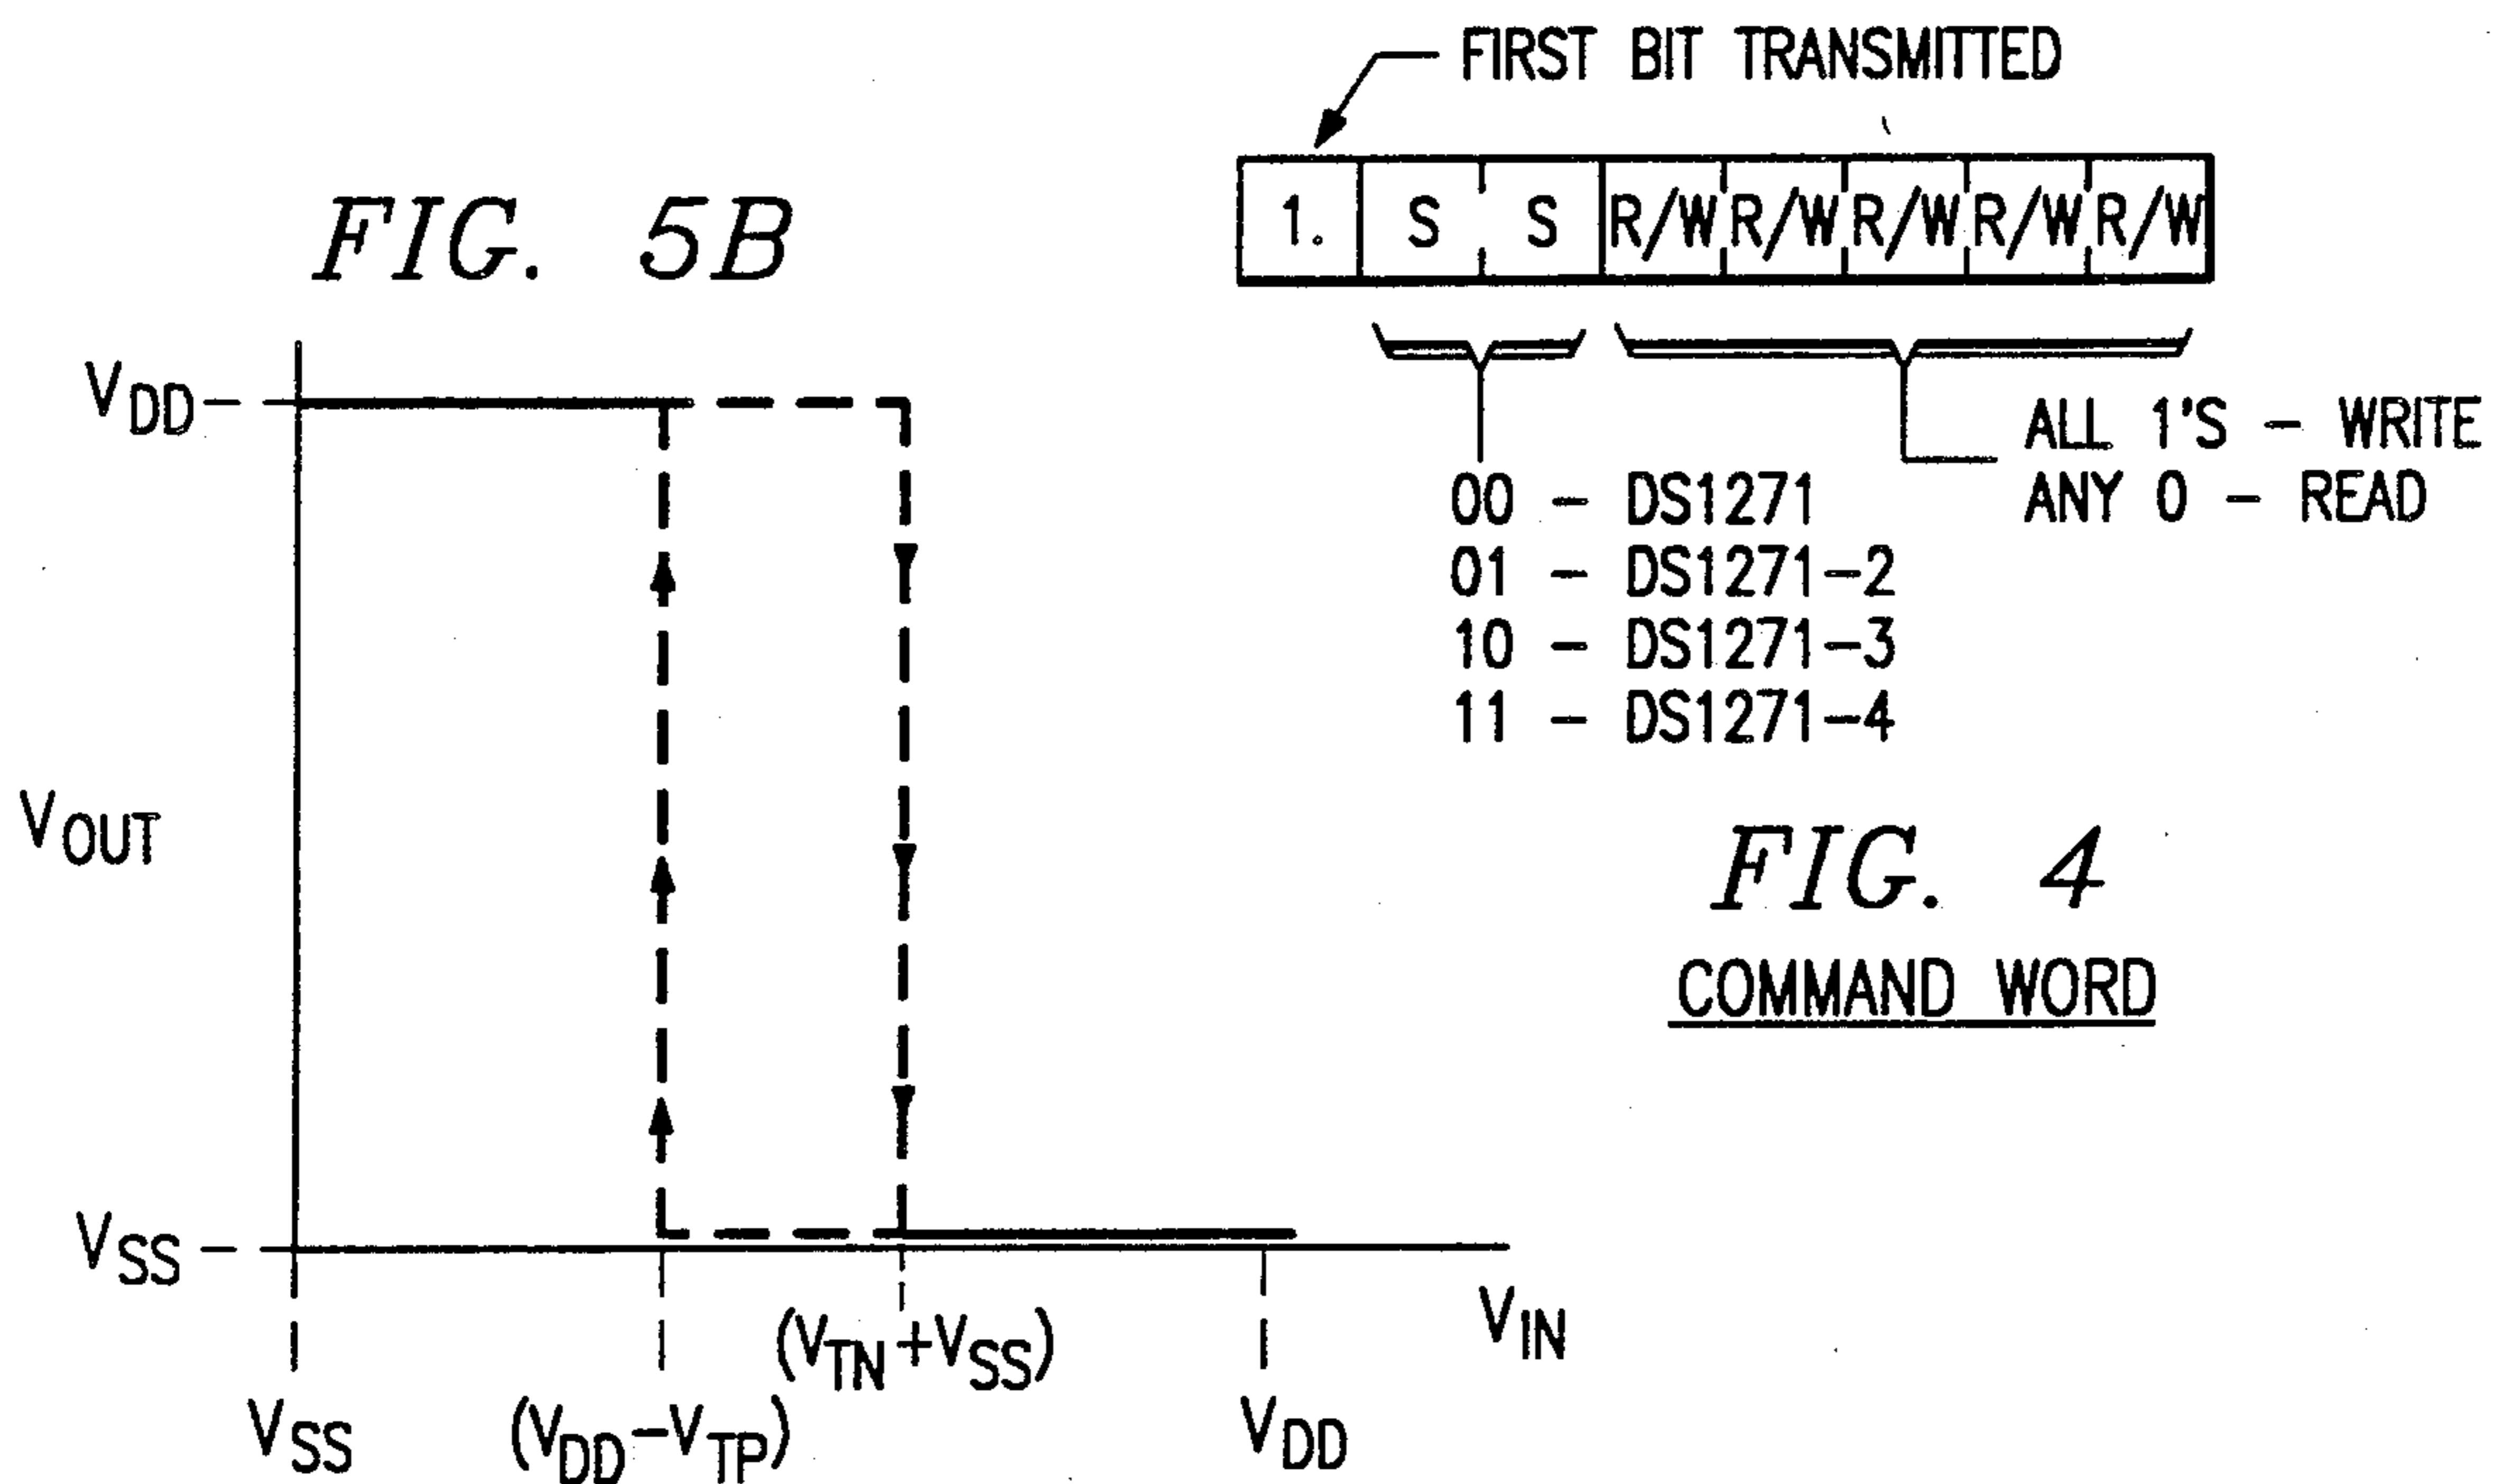 FIG. 5B
V_DD
V_OUT
V_SS
V_SS
(V_DD-V_TP)
(V_TN+V_SS)
V_DD
V_IN
FIRST BIT TRANSMITTED
1. S S R/W R/W R/W R/W R/W
ALL 1'S - WRITE
ANY 0 - READ
00 - DS1271
01 - DS1271-2
10 - DS1271-3
11 - DS1271-4
FIG. 4
COMMAND WORD